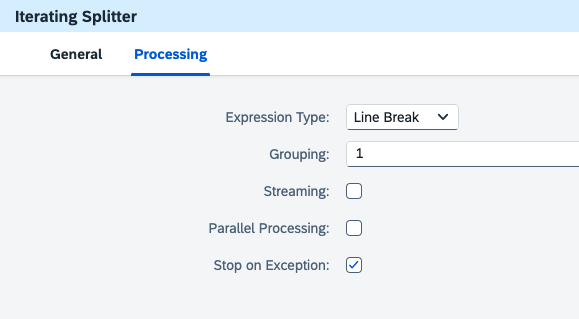 Iterating Splitter
General Processing
Expression Type: Line Break
Grouping: 1
Streaming:
Parallel Processing:
Stop on Exception: